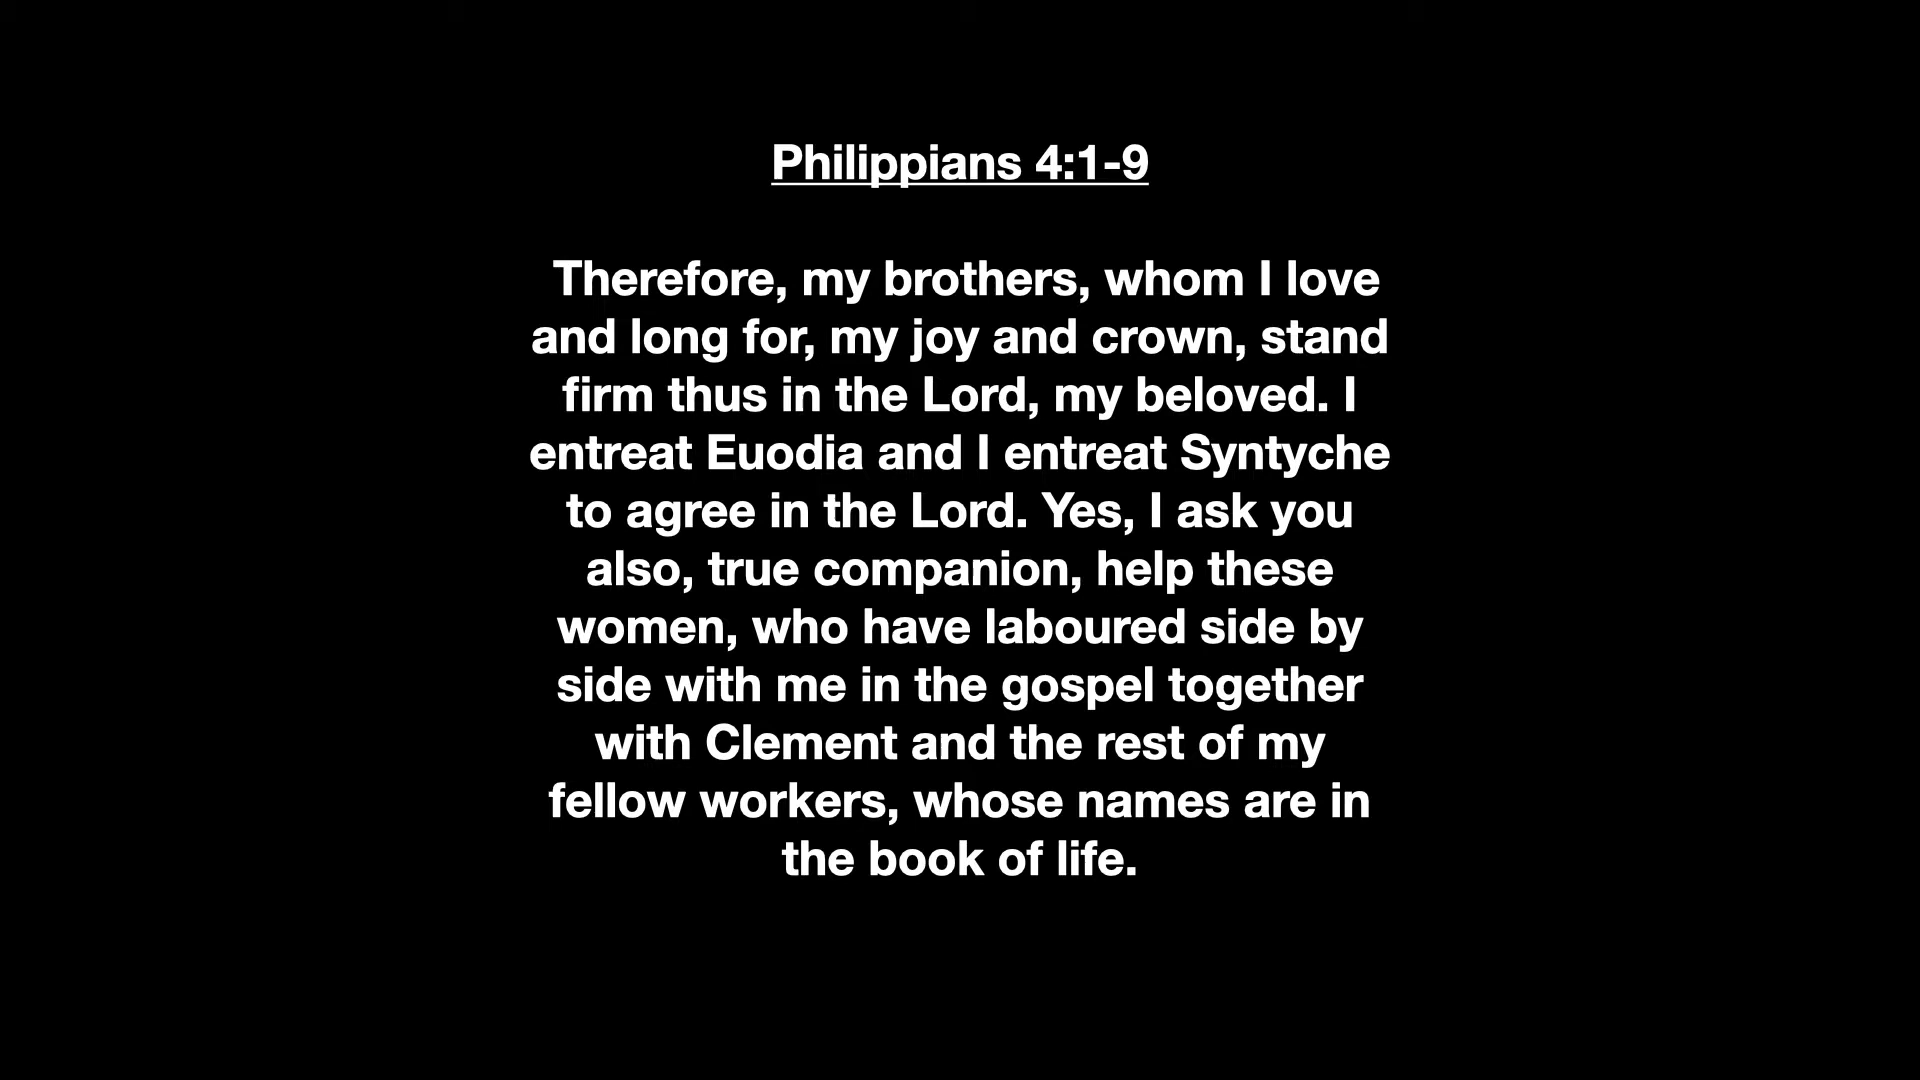 Philippians 4:1-9
Therefore, my brothers, whom I love
and long for, my joy and crown, stand
firm thus in the Lord, my beloved. I
entreat Euodia and I entreat Syntyche
to agree in the Lord. Yes, I ask you
also, true companion, help these
women, who have laboured side by
side with me in the gospel together
with Clement and the rest of my
fellow workers, whose names are in
the book of life.